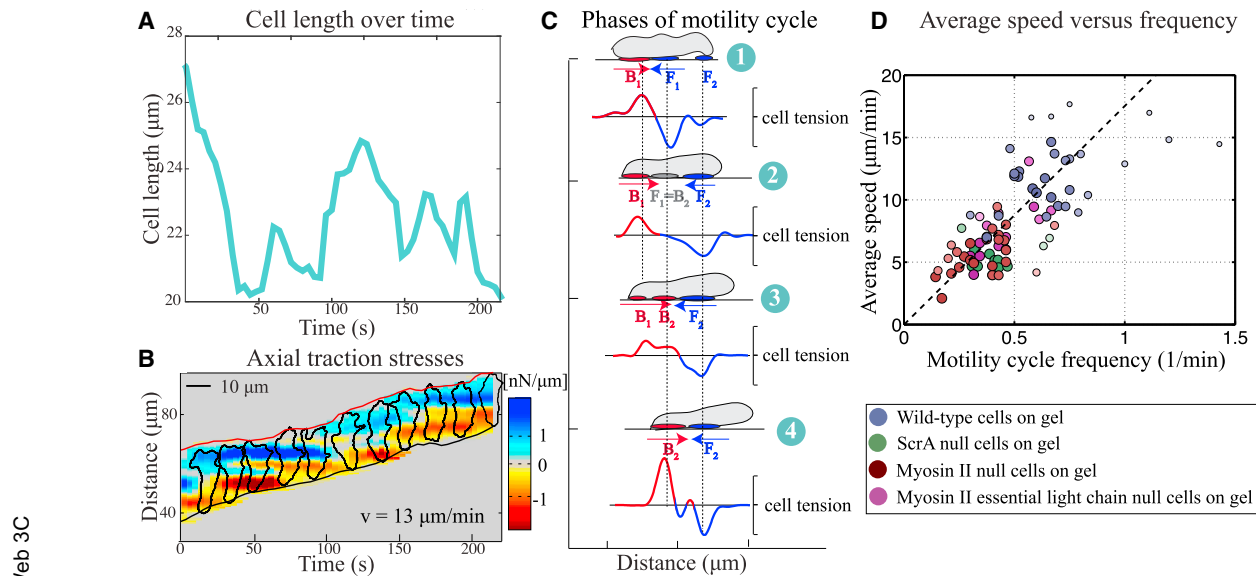 A
Cell length over time
28
26
24
22
20
Cell length (μm)
50
100
150
200
Time (s)
B
Axial traction stresses
10 μm
[nN/μm]
80
40
Distance (μm)
1
0
-1
v = 13 μm/min
0
50
100
150
200
Time (s)
C
Phases of motility cycle
1
B1 F1 F2
cell tension
2
B1 F1=B2 F2
cell tension
3
B1 B2 F2
cell tension
4
B2 F2
cell tension
Distance (μm)
D
Average speed versus frequency
20
15
10
5
0
Average speed (μm/min)
0
0.5
1
1.5
Motility cycle frequency (1/min)
Wild-type cells on gel
ScrA null cells on gel
Myosin II null cells on gel
Myosin II essential light chain null cells on gel
3C